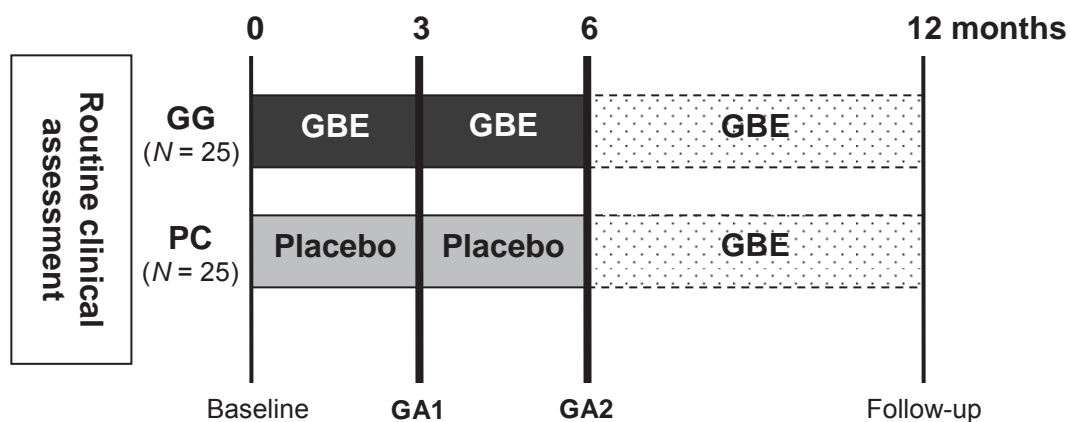 0 3 6 12 months
Routine clinical
assessment
GG
(N = 25)
GBE GBE GBE
PC
(N = 25)
Placebo Placebo GBE
Baseline GA1 GA2 Follow-up